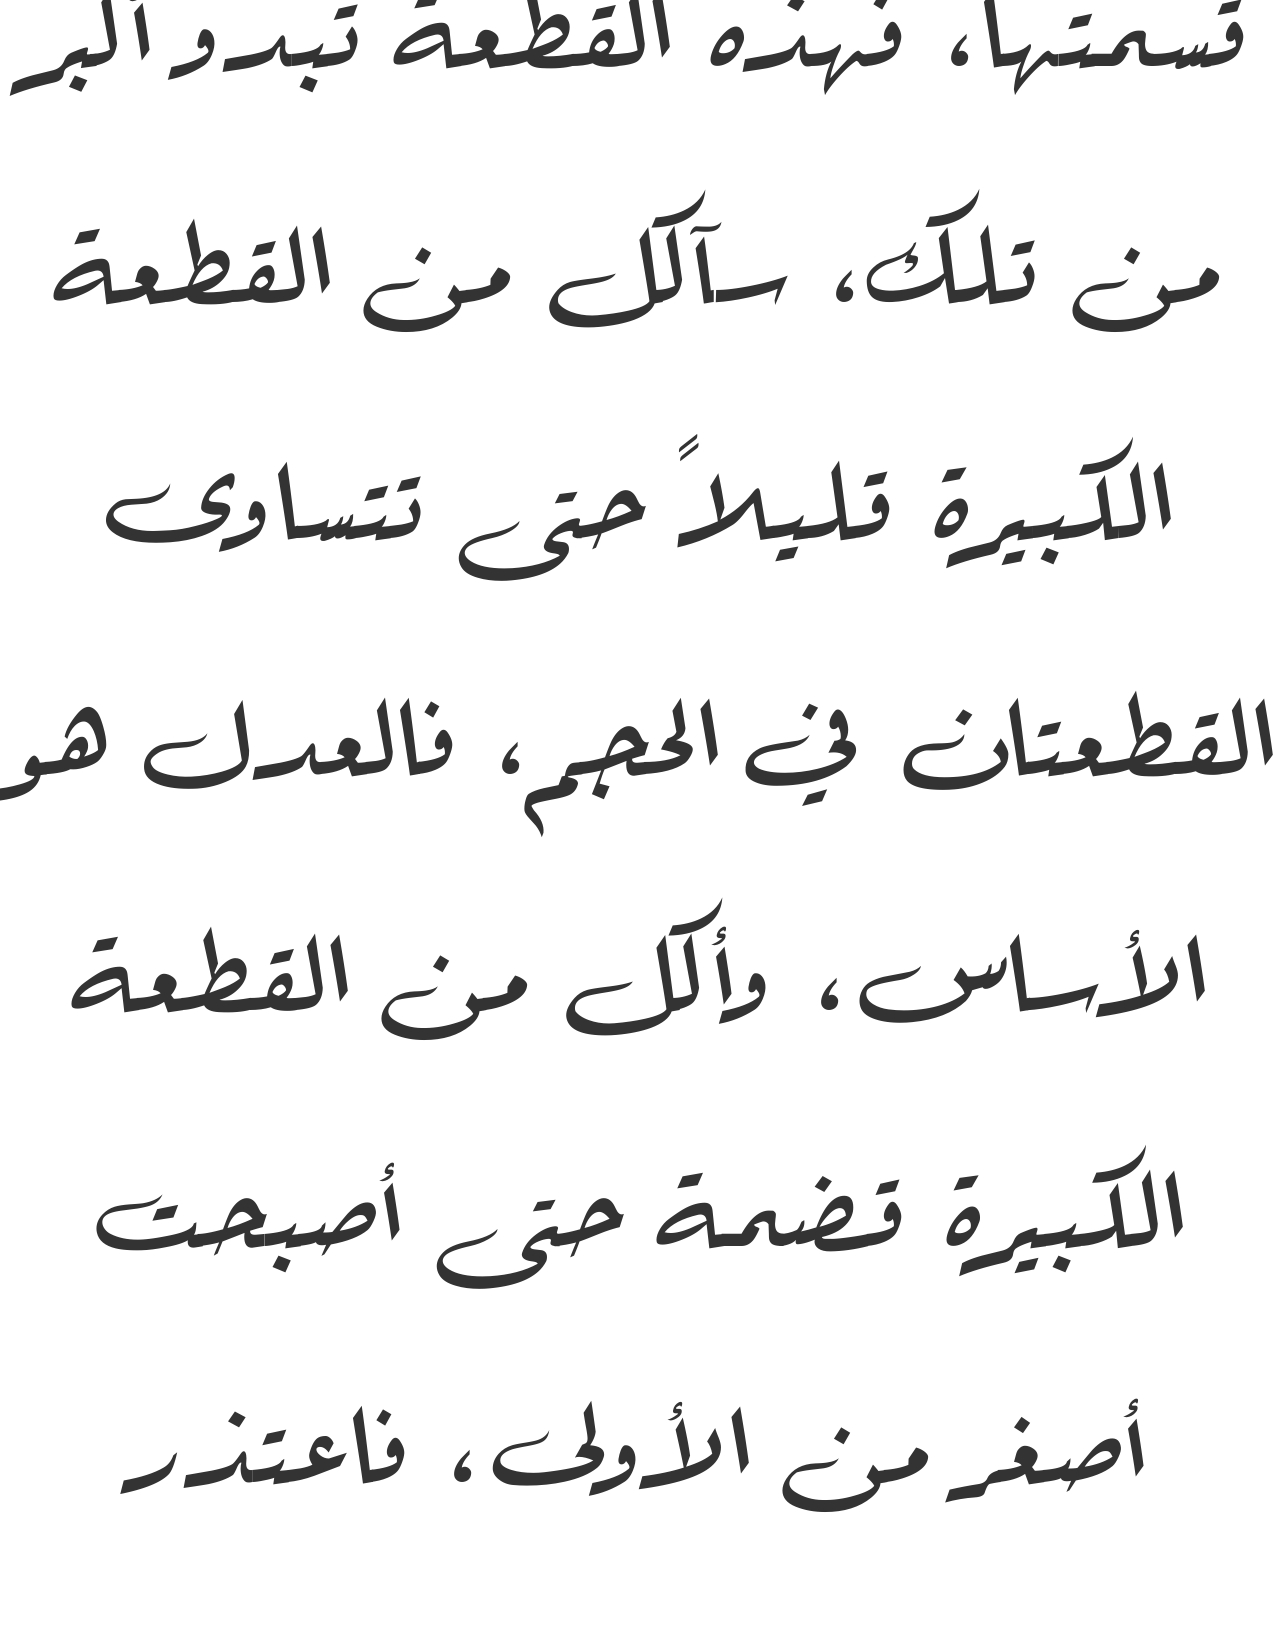 قسمتها، فهذه القطعة تبدو أكبر
من تلك، سآكل من القطعة
الكبيرة قليلاً حتى تتساوى
القطعتان في الحجم، فالعدل هو
الأساس، وأكل من القطعة
الكبيرة قضمة حتى أصبحت
أصغر من الأولى، فاعتذر